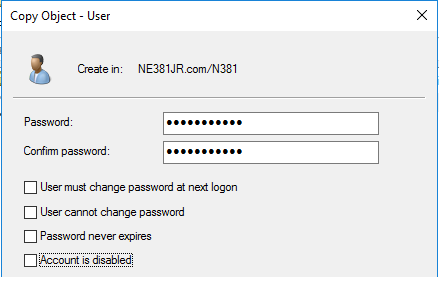 Copy Object - User
Create in: NE381JR.com/N381
Password: ●●●●●●●●●●●
Confirm password: ●●●●●●●●●●●
User must change password at next logon
User cannot change password
Password never expires
Account is disabled